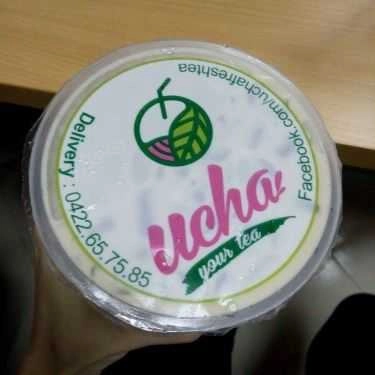 Facebook.com/uchafreshtea
ucha
your tea
Delivery : 0422.65.75.85